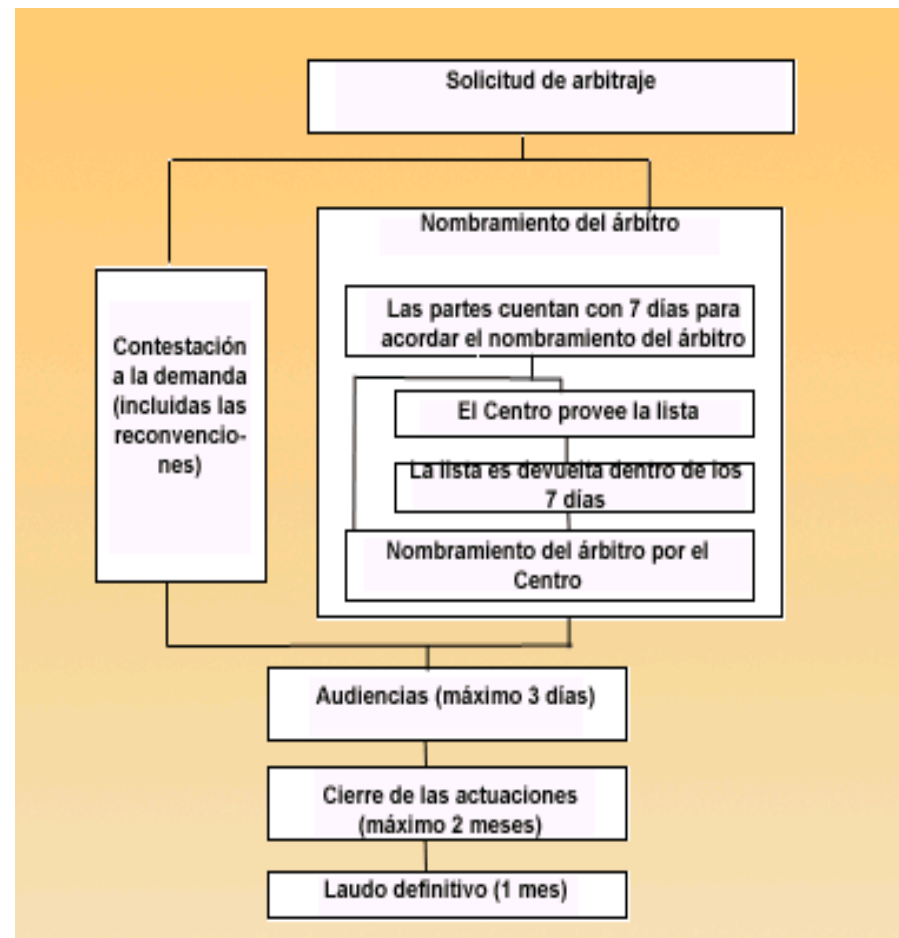 Solicitud de arbitraje
Nombramiento del árbitro
Las partes cuentan con 7 días para
acordar el nombramiento del árbitro
Contestación
a la demanda
(incluidas las
reconvencio-
nes)
El Centro provee la lista
La lista es devuelta dentro de los
7 días
Nombramiento del árbitro por el
Centro
Audiencias (máximo 3 días)
Cierre de las actuaciones
(máximo 2 meses)
Laudo definitivo (1 mes)